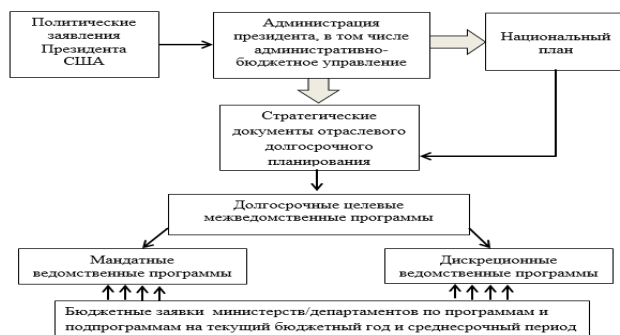 Политические
заявления
Президента
США
Администрация
президента, в том числе
административно-
бюджетное управление
Национальный
план
Стратегические
документы отраслевого
долгосрочного
планирования
Долгосрочные целевые
межведомственные программы
Мандатные
ведомственные программы
Дискреционные
ведомственные программы
Бюджетные заявки министерств/департаментов по программам и
подпрограммам на текущий бюджетный год и среднесрочный период